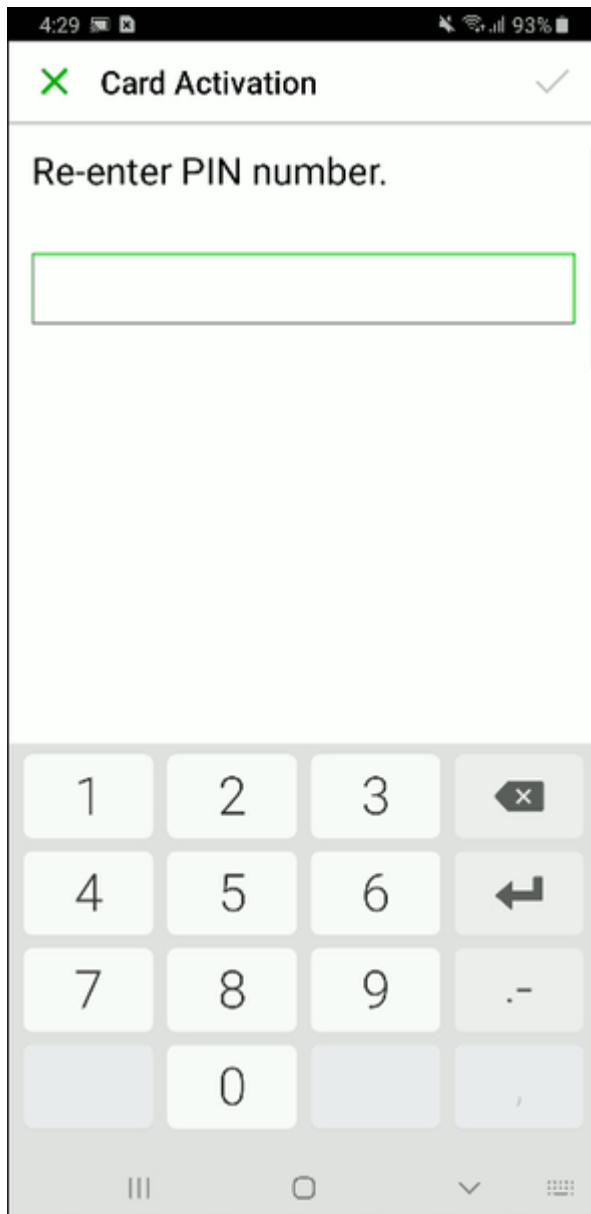 4:29 93%
Card Activation
Re-enter PIN number.
1 2 3
4 5 6
7 8 9 .-
0 ,